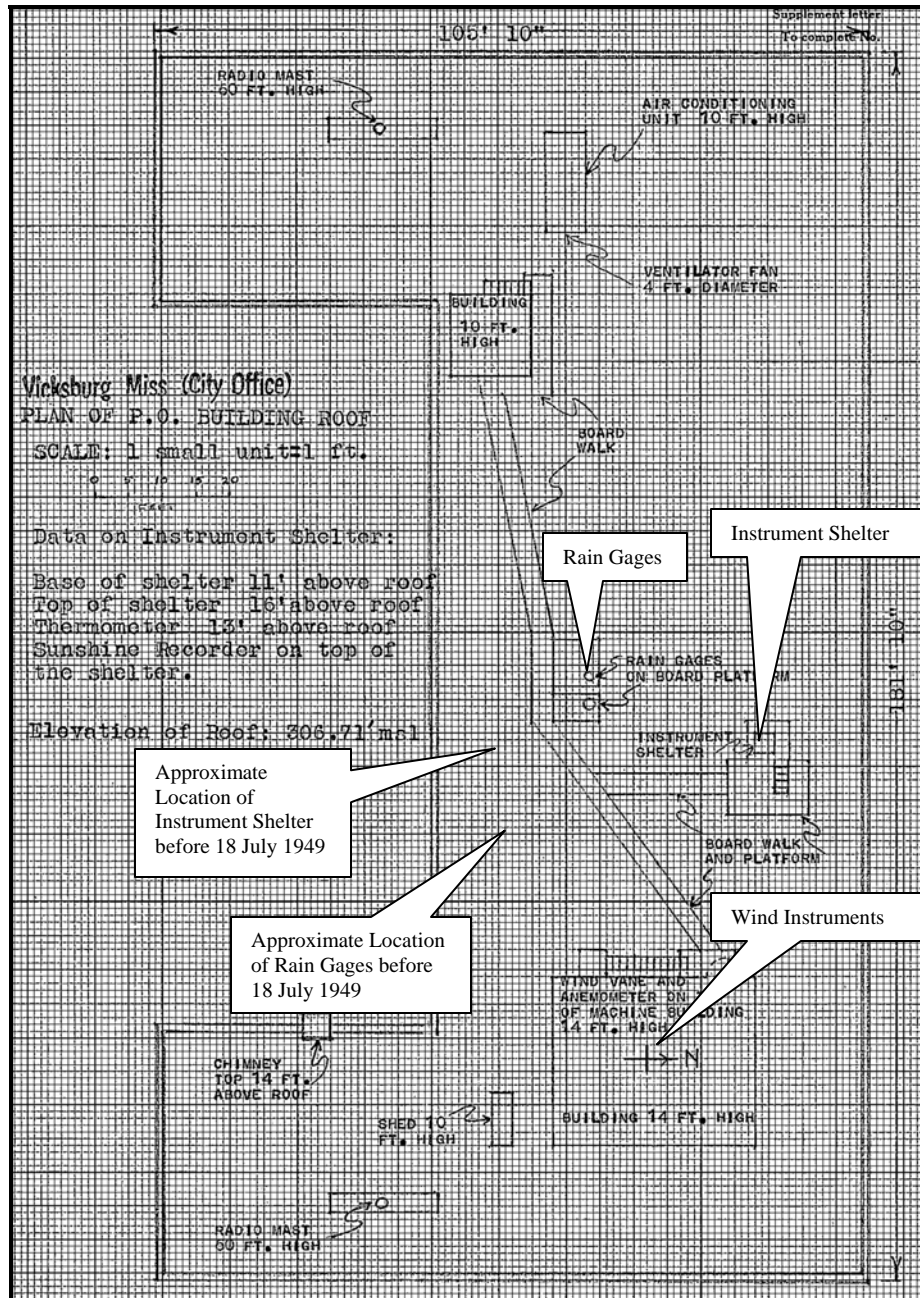 Supplement letter
To complete No.
105' 10"
RADIO MAST
60 FT. HIGH
AIR CONDITIONING
UNIT 10 FT. HIGH
VENTILATOR FAN
4 FT. DIAMETER
BUILDING
10 FT.
HIGH
Vicksburg Miss (City Office)
PLAN OF P.O. BUILDING ROOF
SCALE: 1 small unit=1 ft.
0 5 10 15 20
FEET
BOARD
WALK
Data on Instrument Shelter:
Base of shelter 11' above roof
Top of shelter 16' above roof
Thermometer 13' above roof
Sunshine Recorder on top of
the shelter.
Elevation of Roof: 306.71' msl
Rain Gages
Instrument Shelter
181' 10"
RAIN GAGES
ON BOARD PLATFORM
INSTRUMENT
SHELTER
Approximate
Location of
Instrument Shelter
before 18 July 1949
BOARD WALK
AND PLATFORM
Approximate Location
of Rain Gages before
18 July 1949
Wind Instruments
WIND VANE AND
ANEMOMETER ON
OF MACHINE BUILDING
14 FT. HIGH
N
BUILDING 14 FT. HIGH
CHIMNEY
TOP 14 FT.
ABOVE ROOF
SHED 10
FT. HIGH
RADIO MAST
60 FT. HIGH